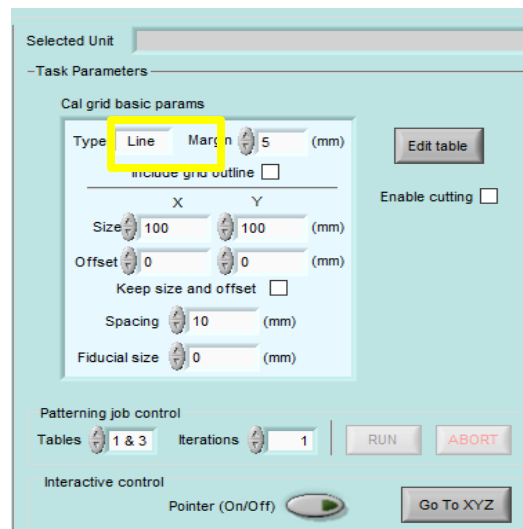 Selected Unit
Task Parameters
Cal grid basic params
Type Line Margin 5 (mm)
Edit table
Include grid outline
Enable cutting
X Y
Size 100 100 (mm)
Offset 0 0 (mm)
Keep size and offset
Spacing 10 (mm)
Fiducial size 0 (mm)
Patterning job control
Tables 1 & 3 Iterations 1 RUN ABORT
Interactive control
Pointer (On/Off) Go To XYZ